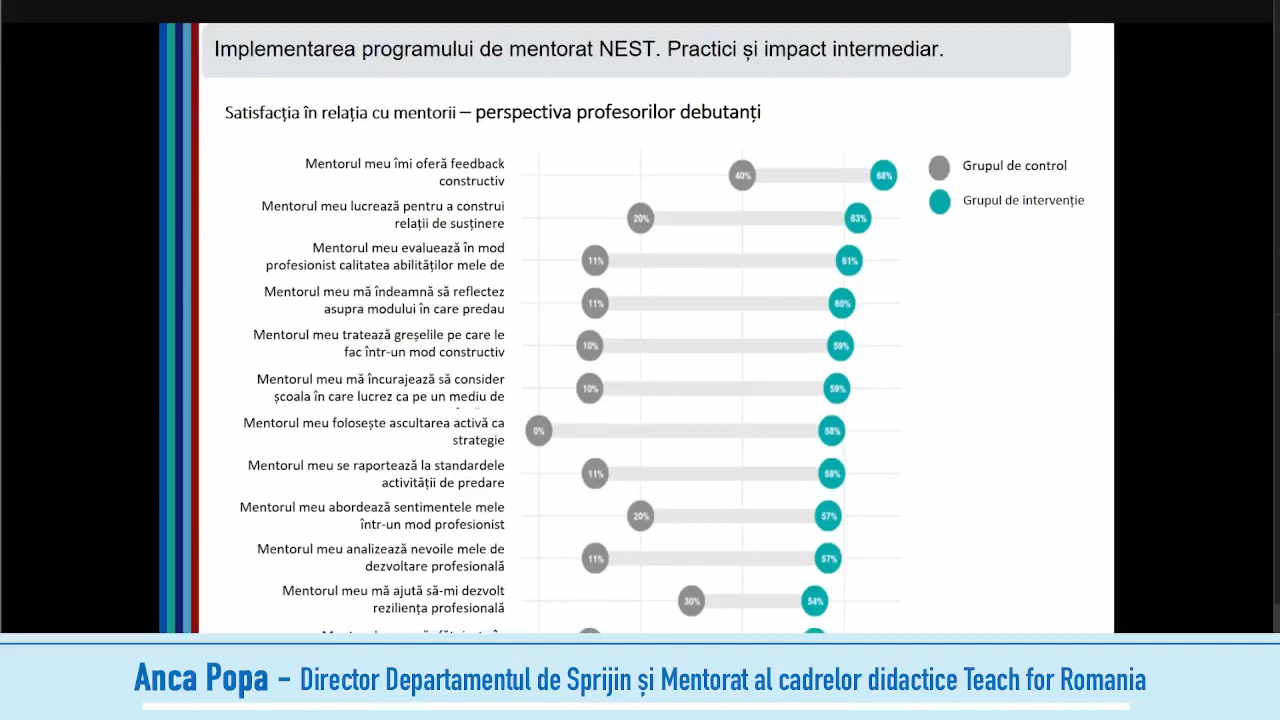 Implementarea programului de mentorat NEST. Practici și impact intermediar.
Satisfacția în relația cu mentorii – perspectiva profesorilor debutanți
Mentorul meu îmi oferă feedback
constructiv
40%
68%
Grupul de control
Grupul de intervenție
Mentorul meu lucrează pentru a construi
relații de susținere
20%
63%
Mentorul meu evaluează în mod
profesionist calitatea abilităților mele de
11%
61%
Mentorul meu mă îndeamnă să reflectez
asupra modului în care predau
11%
60%
Mentorul meu tratează greșelile pe care le
fac într-un mod constructiv
10%
59%
Mentorul meu mă încurajează să consider
școala în care lucrez ca pe un mediu de
10%
59%
Mentorul meu folosește ascultarea activă ca
strategie
0%
58%
Mentorul meu se raportează la standardele
activității de predare
11%
58%
Mentorul meu abordează sentimentele mele
într-un mod profesionist
20%
57%
Mentorul meu analizează nevoile mele de
dezvoltare profesională
11%
57%
Mentorul meu mă ajută să-mi dezvolt
reziliența profesională
30%
54%
Anca Popa – Director Departamentul de Sprijin și Mentorat al cadrelor didactice Teach for Romania